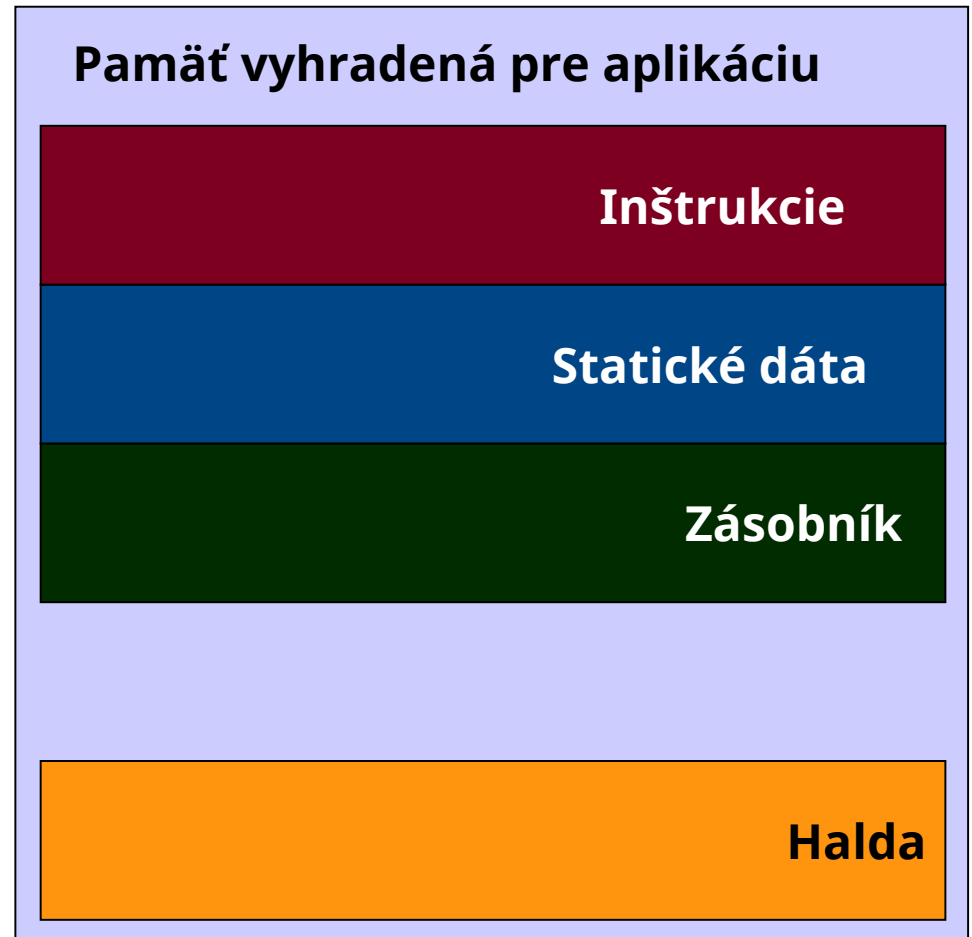 Pamäť vyhradená pre aplikáciu
Inštrukcie
Statické dáta
Zásobník
Halda